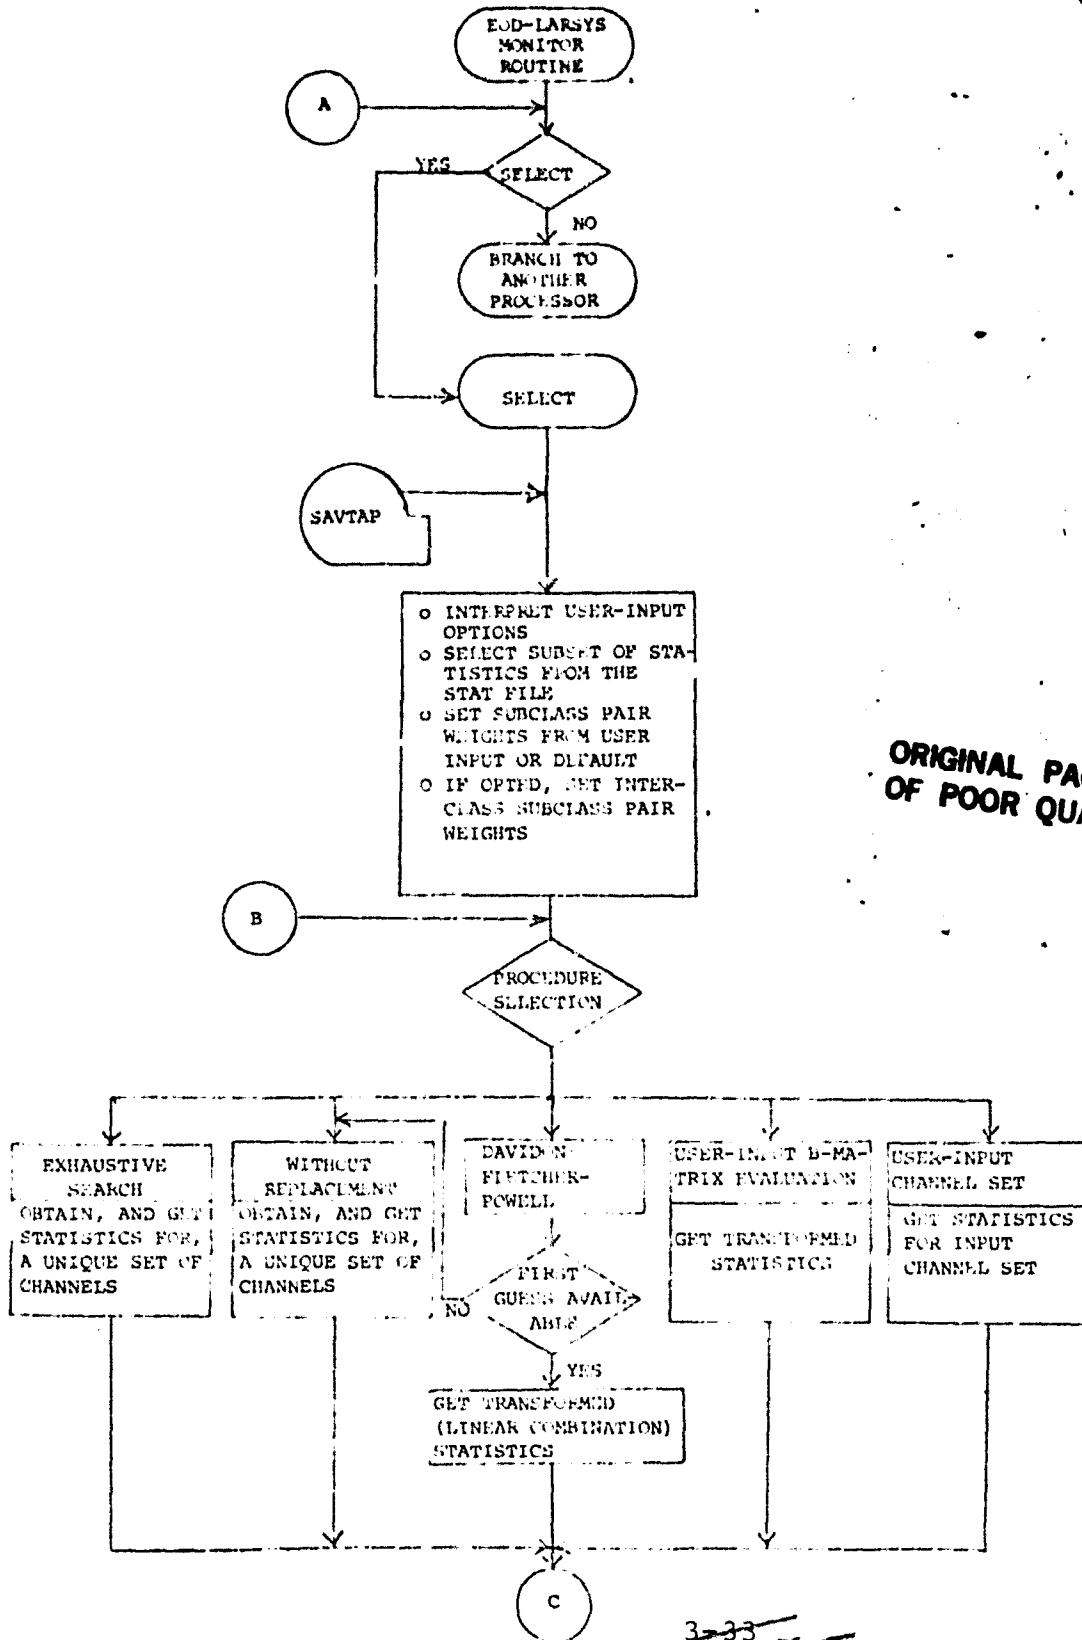 EOD-LARSYS
MONITOR
ROUTINE
A
YES
SELECT
NO
BRANCH TO
ANOTHER
PROCESSOR
SELECT
SAVTAP
o INTERPRET USER-INPUT
OPTIONS
o SELECT SUBSET OF STA-
TISTICS FROM THE
STAT FILE
o SET SUBCLASS PAIR
WEIGHTS FROM USER
INPUT OR DEFAULT
o IF OPTED, SET INTER-
CLASS SUBCLASS PAIR
WEIGHTS
ORIGINAL PA
OF POOR QUA
B
PROCEDURE
SELECTION
EXHAUSTIVE
SEARCH
OBTAIN, AND GET
STATISTICS FOR,
A UNIQUE SET OF
CHANNELS
WITHOUT
REPLACEMENT
OBTAIN, AND GET
STATISTICS FOR,
A UNIQUE SET OF
CHANNELS
DAVIDON-
FLETCHER-
POWELL
FIRST
GUESS AVAIL-
ABLE
NO
YES
GET TRANSFORMED
(LINEAR COMBINATION)
STATISTICS
USER-INPUT B-MA-
TRIX EVALUATION
GET TRANSFORMED
STATISTICS
USER-INPUT
CHANNEL SET
GET STATISTICS
FOR INPUT
CHANNEL SET
C
3-33